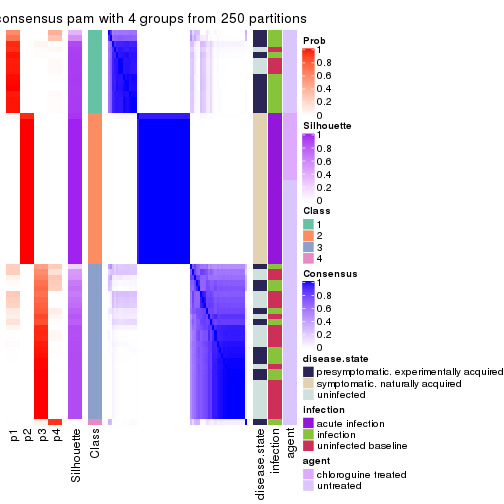 consensus pam with 4 groups from 250 partitions
Prob
1
0.8
0.6
0.4
0.2
0
Silhouette
1
0.8
0.6
0.4
0.2
0
Class
1
2
3
4
Consensus
1
0.8
0.6
0.4
0.2
0
disease.state
presymptomatic. experimentally acquired
symptomatic. naturally acquired
uninfected
infection
acute infection
infection
uninfected baseline
agent
chloroguine treated
untreated
p1
p2
p3
p4
Silhouette
Class
disease.state
infection
agent